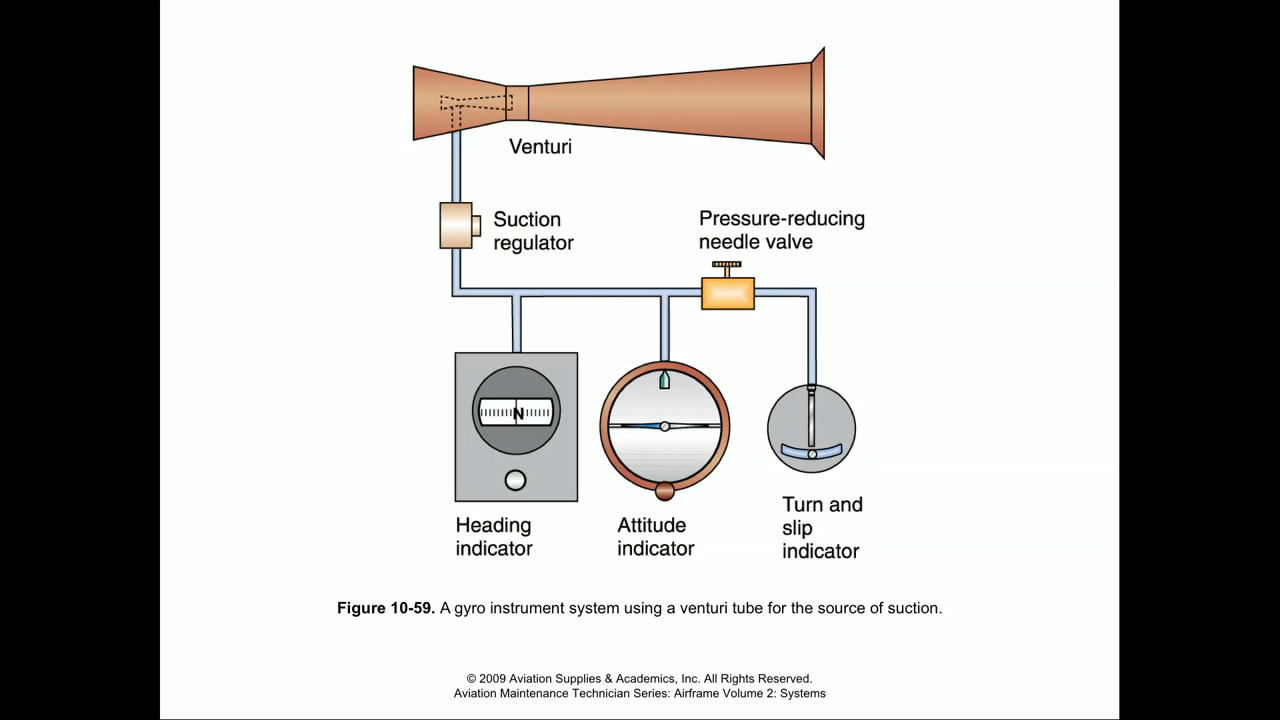 Venturi
Suction
regulator
Pressure-reducing
needle valve
N
Heading
indicator
Attitude
indicator
Turn and
slip
indicator
Figure 10-59. A gyro instrument system using a venturi tube for the source of suction.
© 2009 Aviation Supplies & Academics, Inc. All Rights Reserved.
Aviation Maintenance Technician Series: Airframe Volume 2: Systems